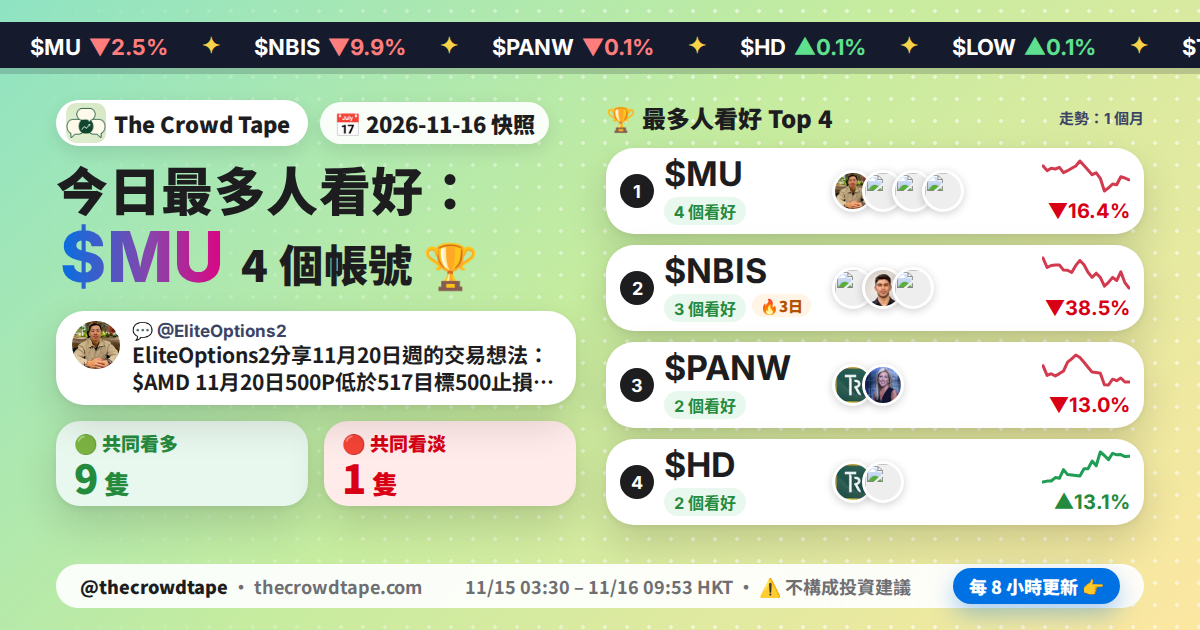 $MU ▼2.5% ✦ $NBIS ▼9.9% ✦ $PANW ▼0.1% ✦ $HD ▲0.1% ✦ $LOW ▲0.1% ✦
The Crowd Tape
📅 2026-11-16 快照
今日最多人看好：
$MU 4 個帳號 🏆
💬 @EliteOptions2
EliteOptions2分享11月20日週的交易想法：
$AMD 11月20日500P低於517目標500止損⋯
🟢 共同看多
9 隻
🔴 共同看淡
1 隻
🏆 最多人看好 Top 4
走勢：1個月
1
$MU
4 個看好
▼16.4%
2
$NBIS
3 個看好 🔥3日
▼38.5%
3
$PANW
2 個看好
▼13.0%
4
$HD
2 個看好
▲13.1%
@thecrowdtape • thecrowdtape.com
11/15 03:30 – 11/16 09:53 HKT • ⚠️ 不構成投資建議
每 8 小時更新 👉